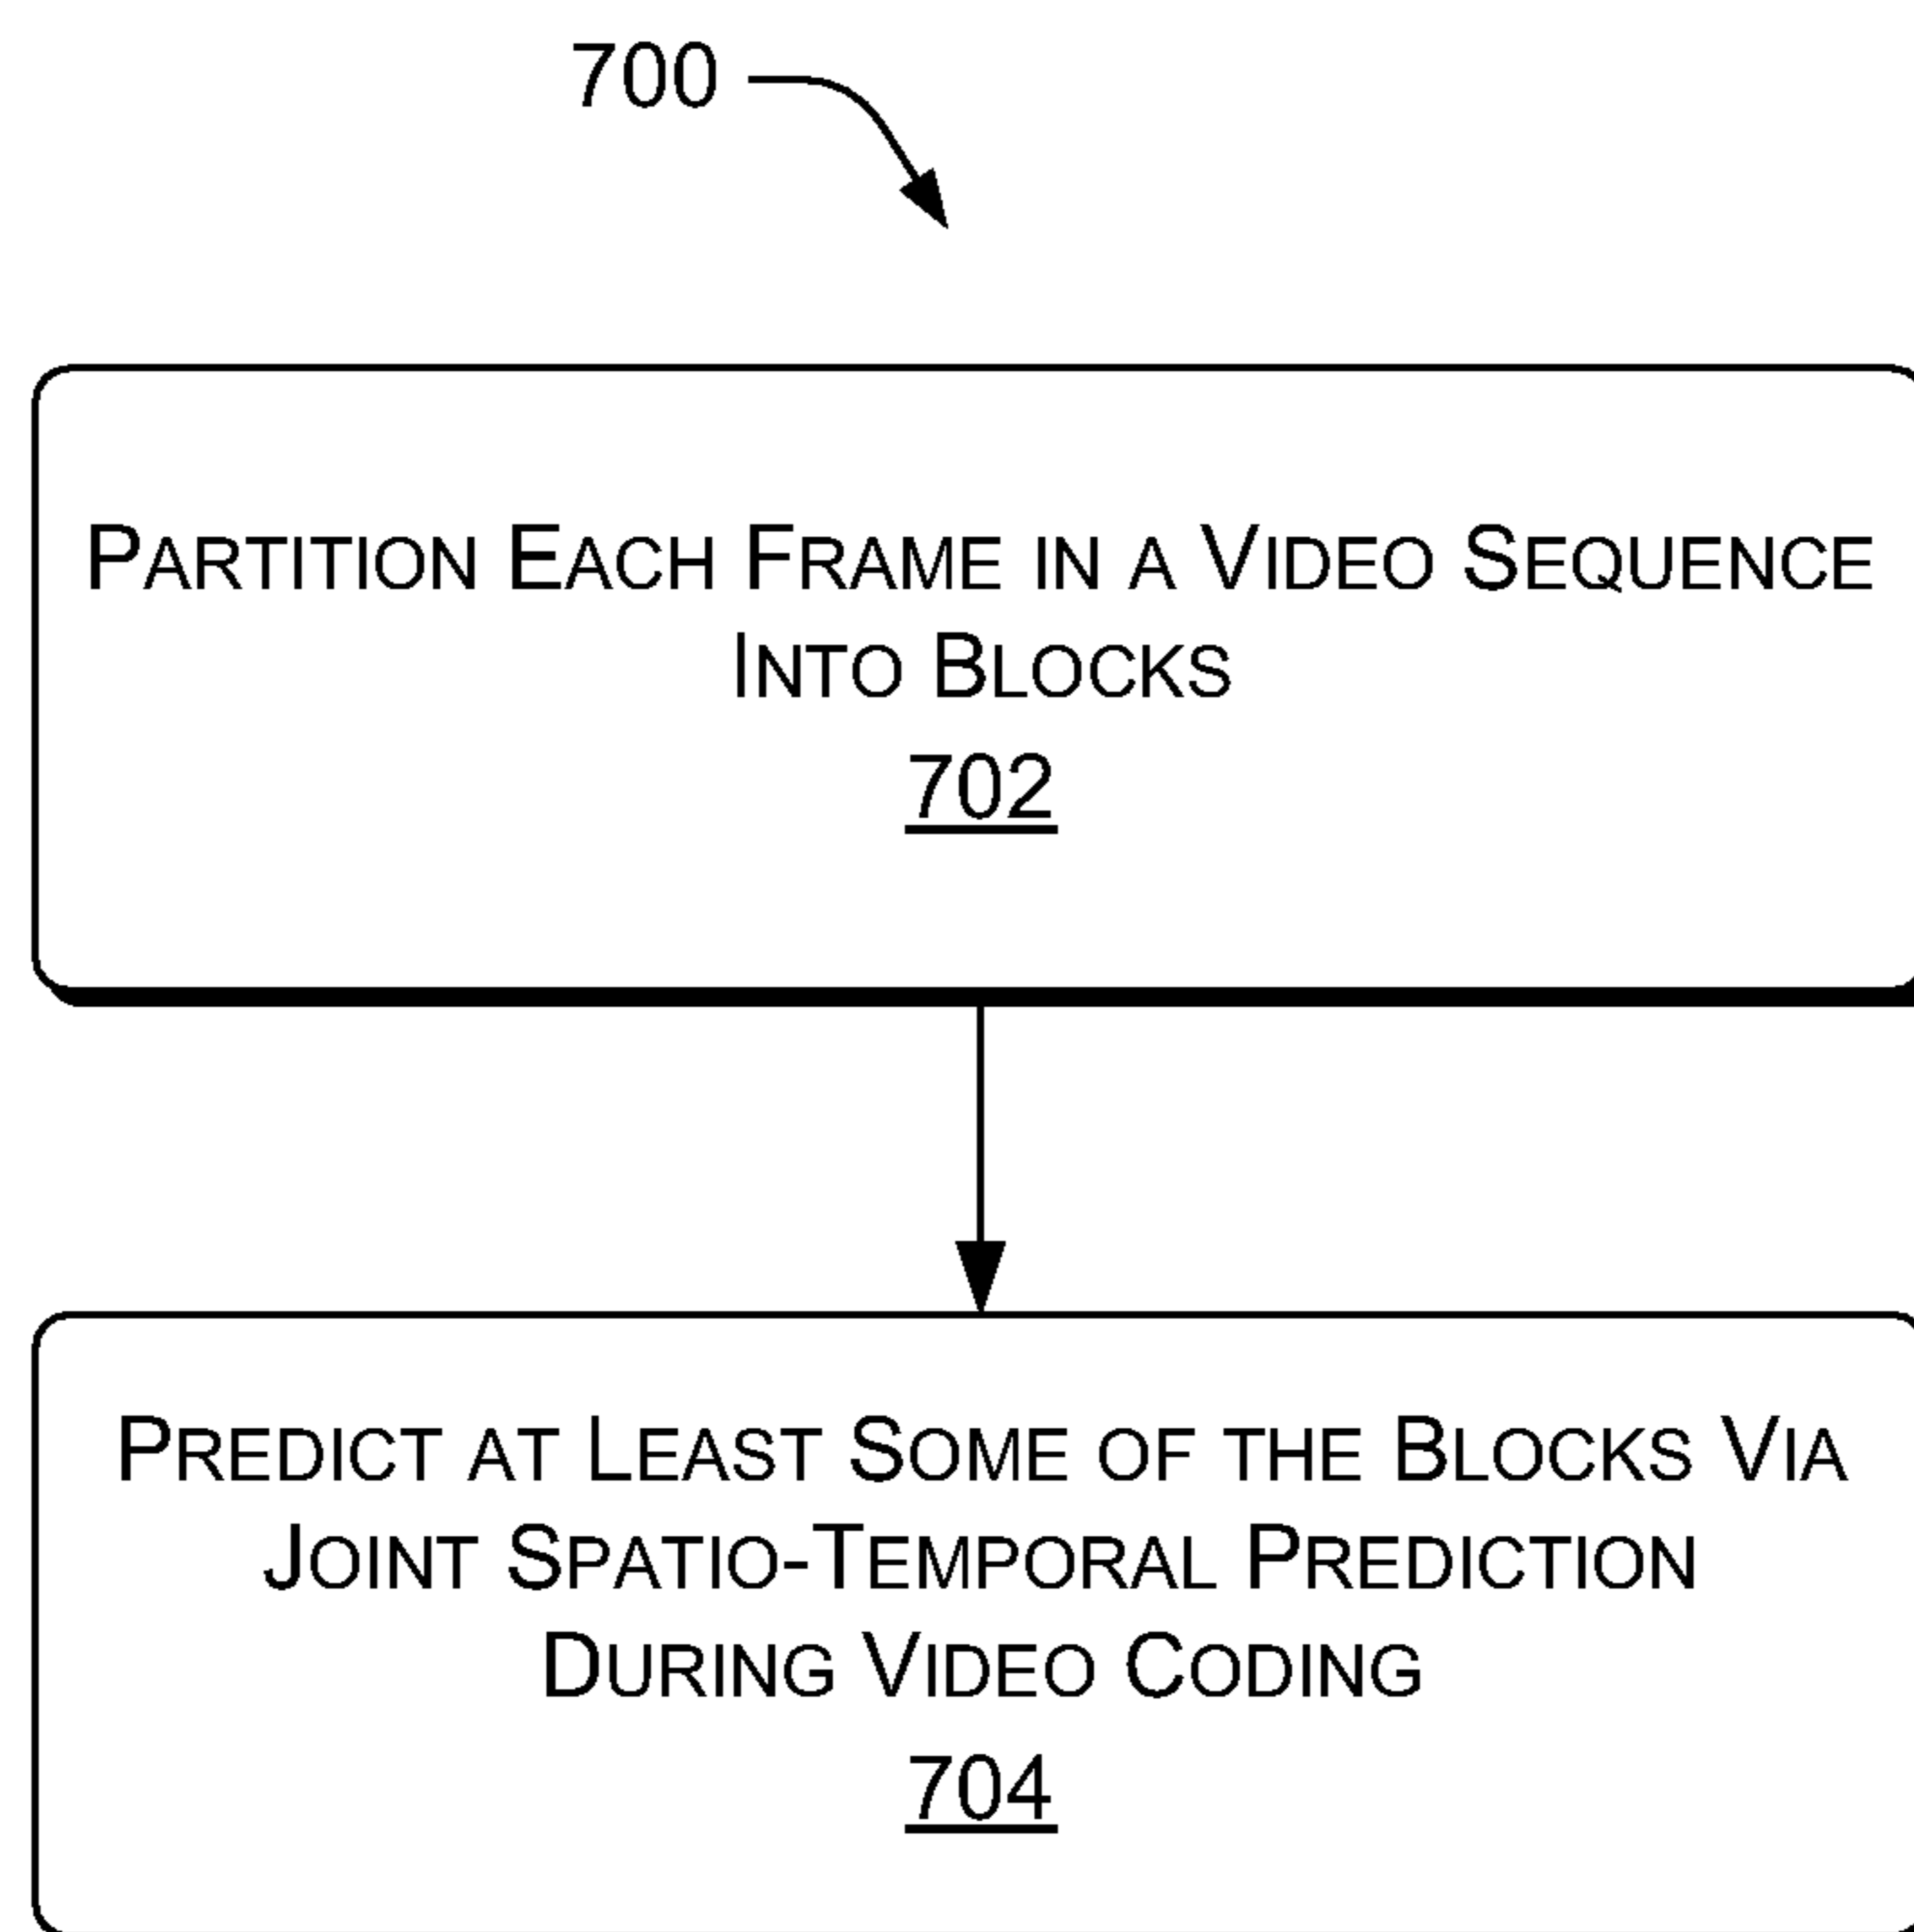 700
PARTITION EACH FRAME IN A VIDEO SEQUENCE
INTO BLOCKS
702
PREDICT AT LEAST SOME OF THE BLOCKS VIA
JOINT SPATIO-TEMPORAL PREDICTION
DURING VIDEO CODING
704